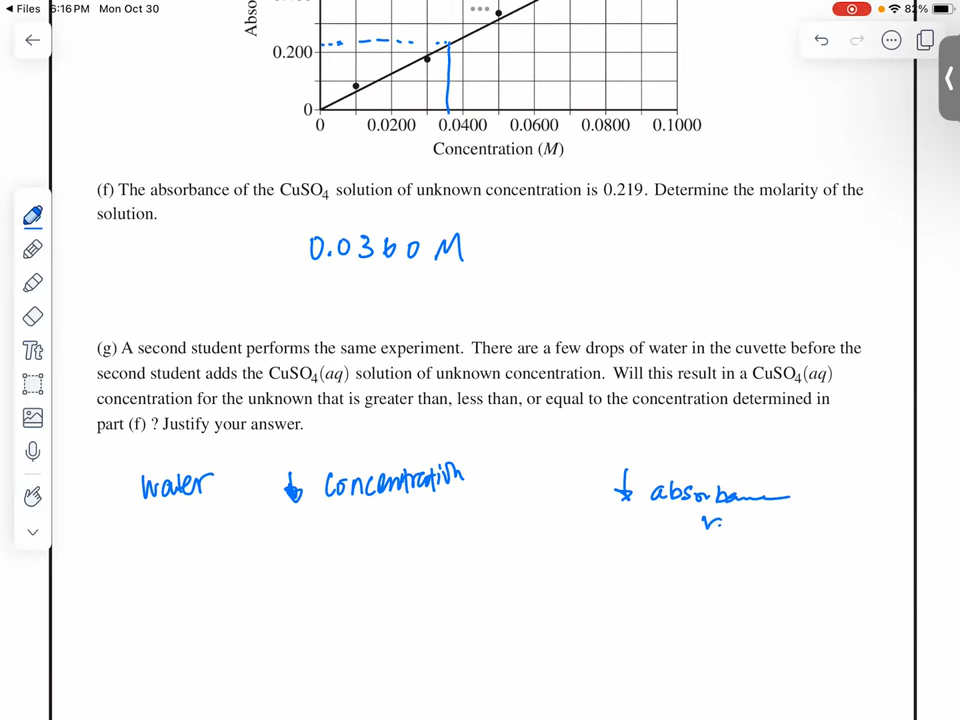 Files 6:16 PM Mon Oct 30 82%
Abso
0.200
0
0 0.0200 0.0400 0.0600 0.0800 0.1000
Concentration (M)
(f) The absorbance of the CuSO4 solution of unknown concentration is 0.219. Determine the molarity of the
solution.
0.0360 M
(g) A second student performs the same experiment. There are a few drops of water in the cuvette before the
second student adds the CuSO4(aq) solution of unknown concentration. Will this result in a CuSO4(aq)
concentration for the unknown that is greater than, less than, or equal to the concentration determined in
part (f) ? Justify your answer.
water ↓ concentration ↓ absorbance
Tt